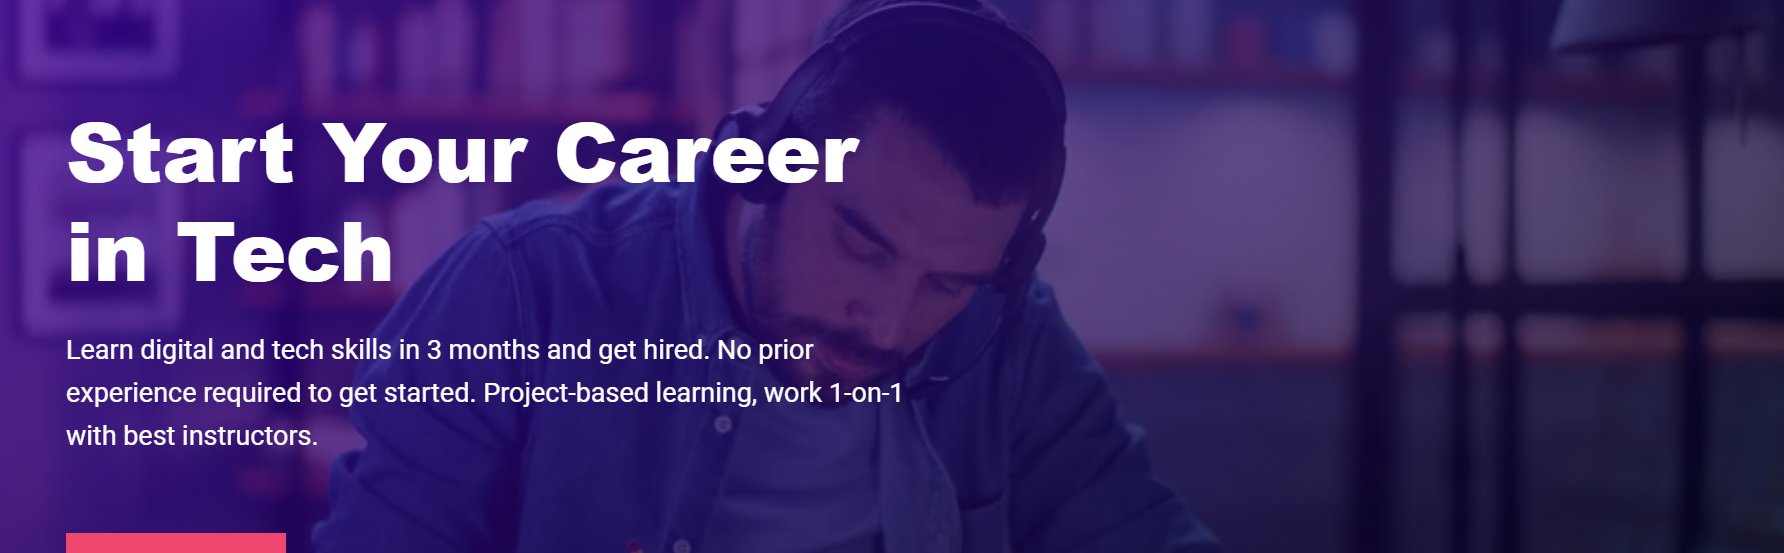 Start Your Career
in Tech
Learn digital and tech skills in 3 months and get hired. No prior
experience required to get started. Project-based learning, work 1-on-1
with best instructors.